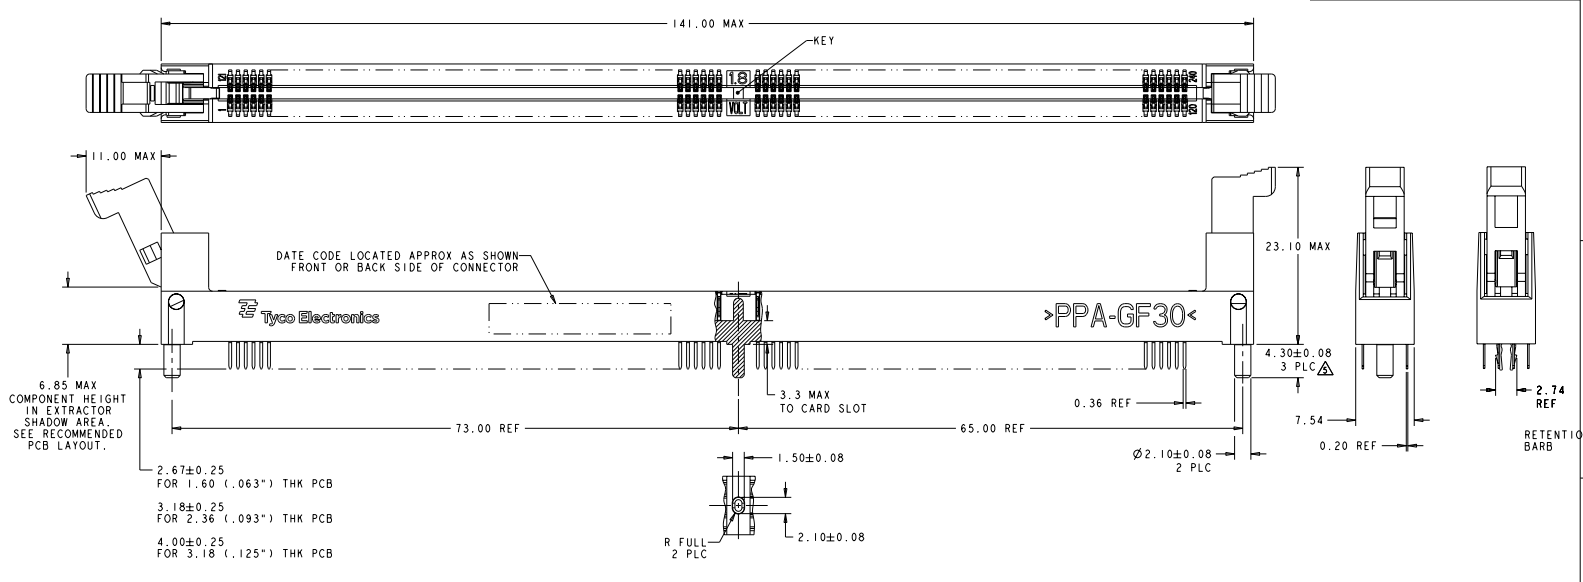 141.00 MAX
KEY
121
1.8
240
1
VOLT
120
11.00 MAX
DATE CODE LOCATED APPROX AS SHOWN
FRONT OR BACK SIDE OF CONNECTOR
23.10 MAX
Tyco Electronics
>PPA-GF30<
4.30±0.08
3 PLC 5
6.85 MAX
COMPONENT HEIGHT
IN EXTRACTOR
SHADOW AREA.
SEE RECOMMENDED
PCB LAYOUT.
3.3 MAX
TO CARD SLOT
0.36 REF
2.74
REF
7.54
73.00 REF
65.00 REF
0.20 REF
RETENTIO
BARB
Ø2.10±0.08
2 PLC
2.67±0.25
FOR 1.60 (.063") THK PCB
1.50±0.08
3.18±0.25
FOR 2.36 (.093") THK PCB
4.00±0.25
FOR 3.18 (.125") THK PCB
R FULL
2 PLC
2.10±0.08